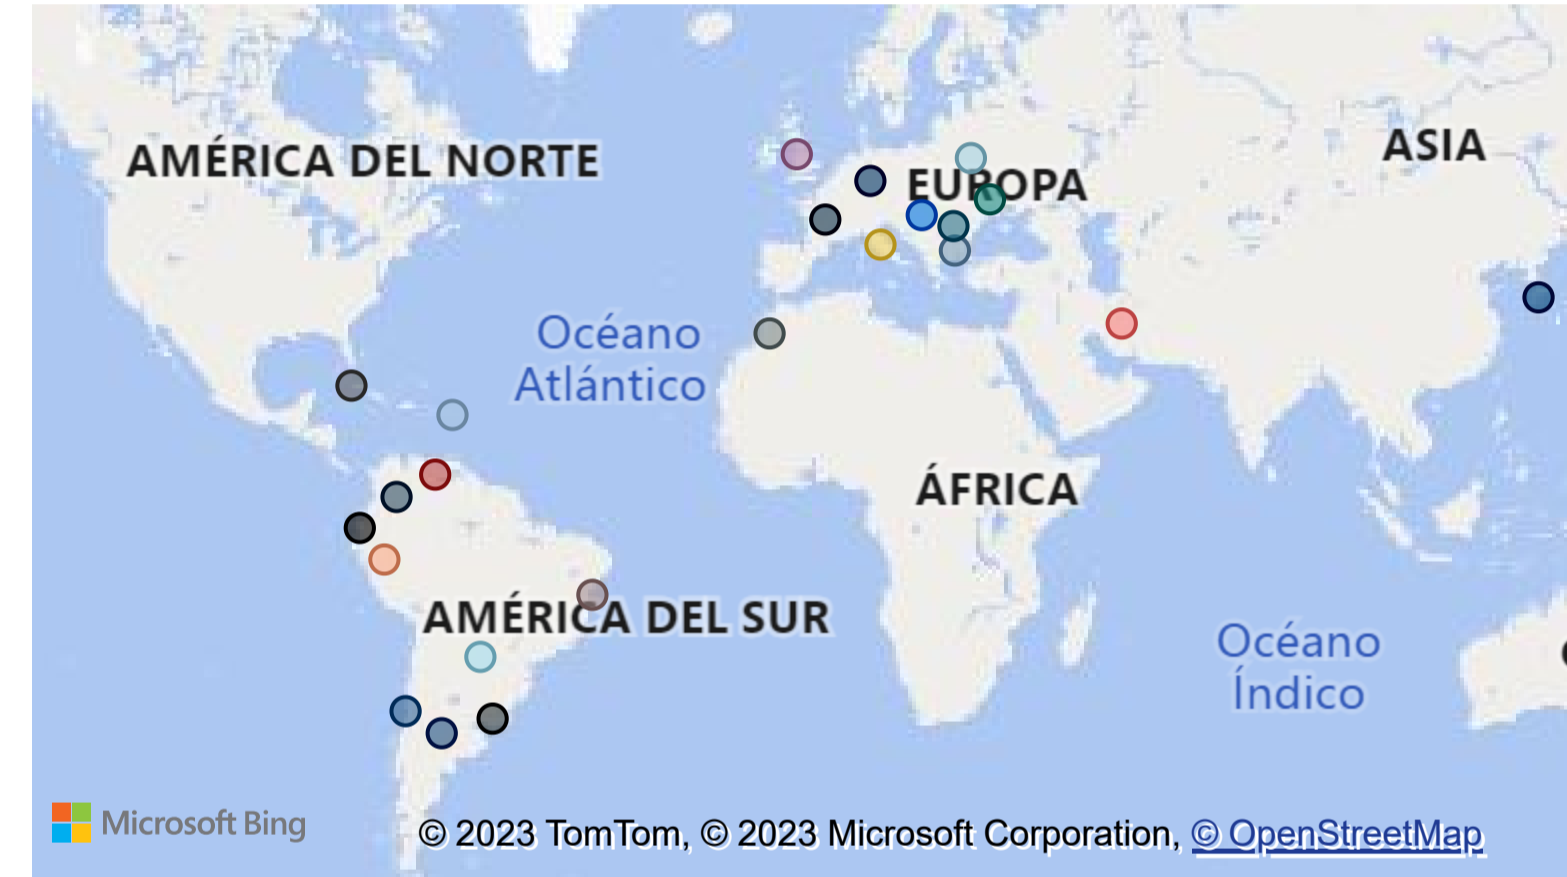 AMÉRICA DEL NORTE
EUROPA
ASIA
Océano
Atlántico
ÁFRICA
AMÉRICA DEL SUR
Océano
Índico
Microsoft Bing
© 2023 TomTom, © 2023 Microsoft Corporation, © OpenStreetMap